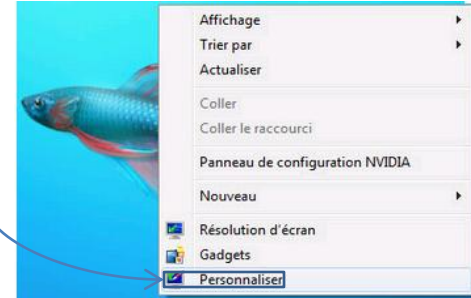 Affichage
Trier par
Actualiser
Coller
Coller le raccourci
Panneau de configuration NVIDIA
Nouveau
Résolution d'écran
Gadgets
Personnaliser